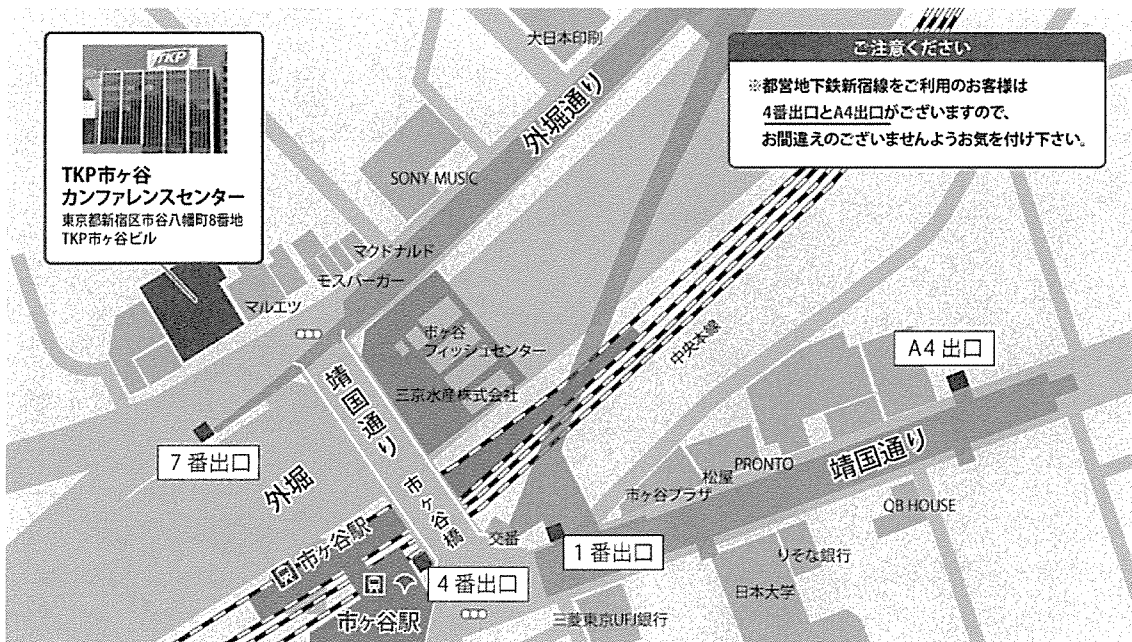 TKP
TKP市ヶ谷
カンファレンスセンター
東京都新宿区市谷八幡町8番地
TKP市ヶ谷ビル
ご注意ください
※都営地下鉄新宿線をご利用のお客様は
4番出口とA4出口がございますので、
お間違えのございませんようお気を付け下さい。
大日本印刷
外堀通り
SONY MUSIC
マクドナルド
モスバーガー
マルエツ
市ヶ谷
フィッシュセンター
三京水産株式会社
中央本線
A4 出口
靖国通り
7 番出口
外堀
市ヶ谷橋
市ヶ谷駅
交番
1 番出口
4 番出口
市ヶ谷駅
市ヶ谷プラザ
松屋
PRONTO
靖国通り
QB HOUSE
りそな銀行
日本大学
三菱東京UFJ銀行